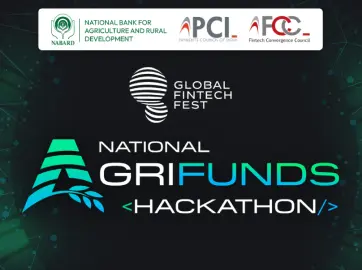 NATIONAL BANK FOR
AGRICULTURE AND RURAL
DEVELOPMENT
NABARD
PCI
FCC
Fintech Convergence Council
GLOBAL
FINTECH
FEST
NATIONAL
AGRIFUNDS
<HACKATHON/>